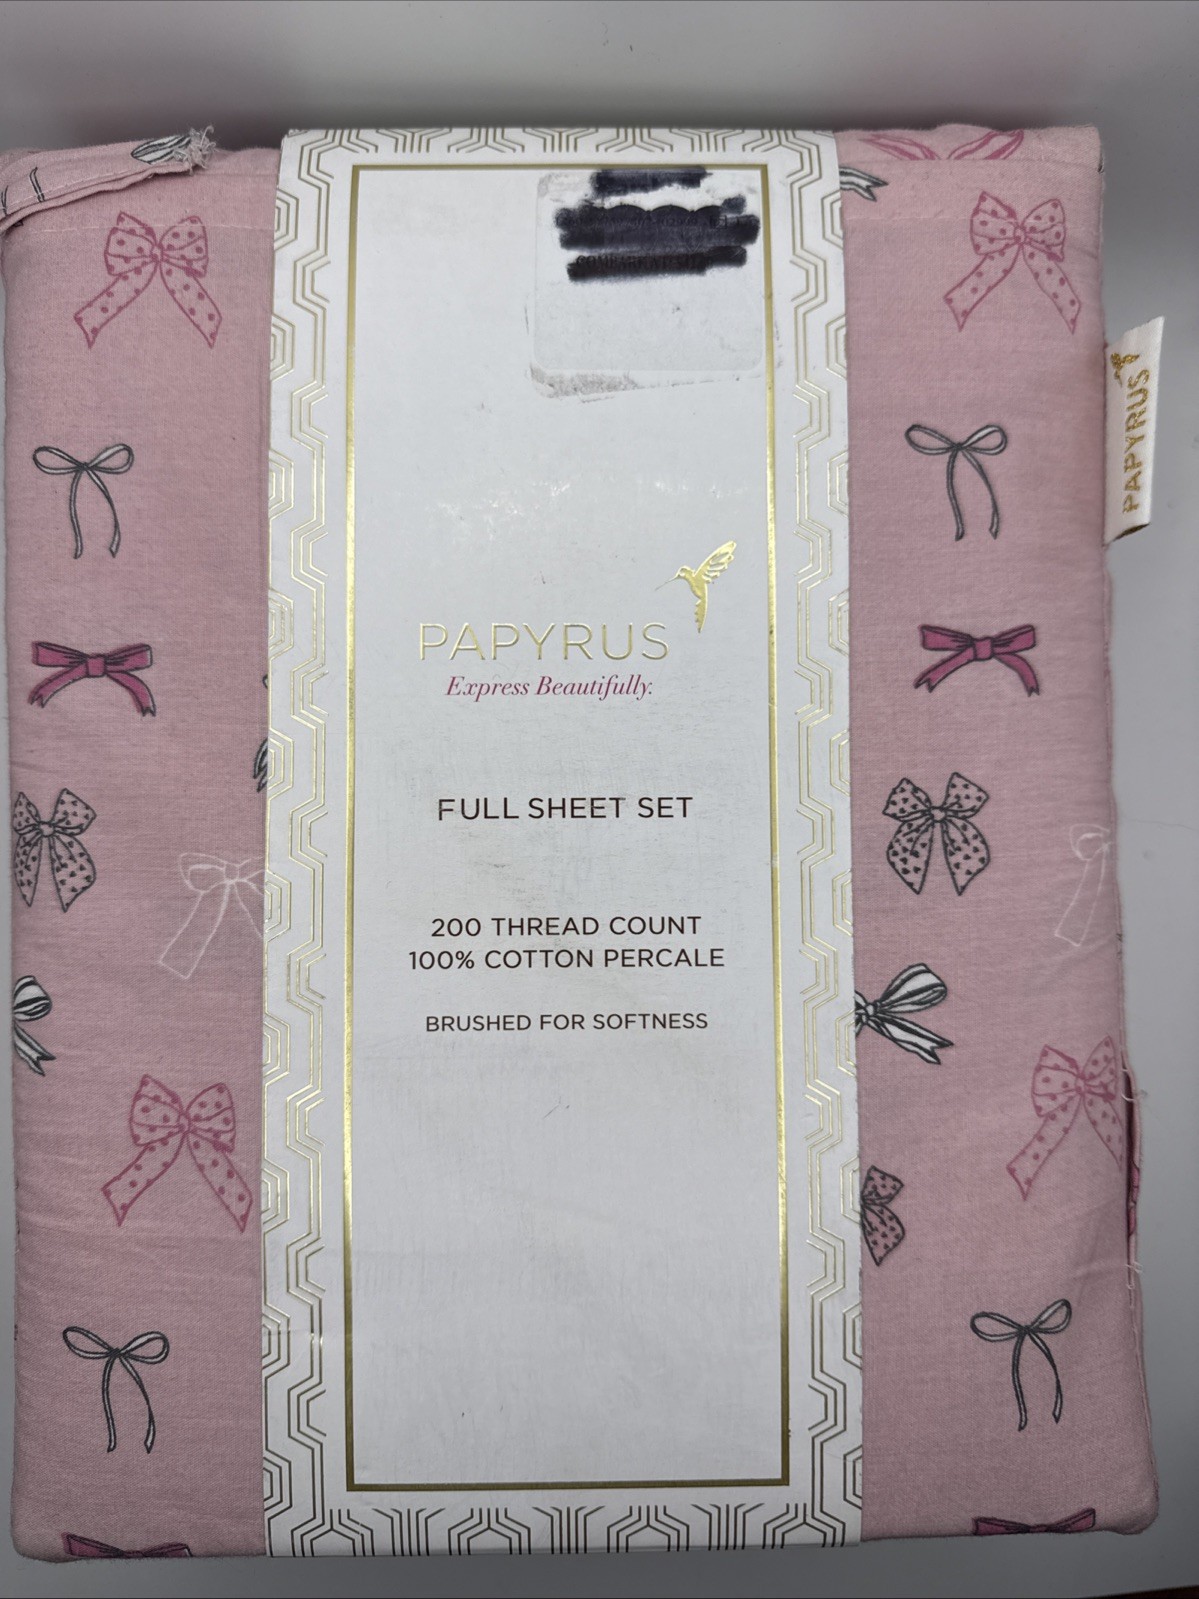 PAPYRUS
Express Beautifully.
FULL SHEET SET
200 THREAD COUNT
100% COTTON PERCALE
BRUSHED FOR SOFTNESS
PAPYRUS